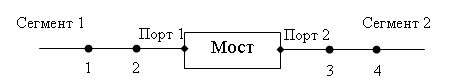 Сегмент 1
Сегмент 2
Порт 1
Мост
Порт 2
1
2
3
4